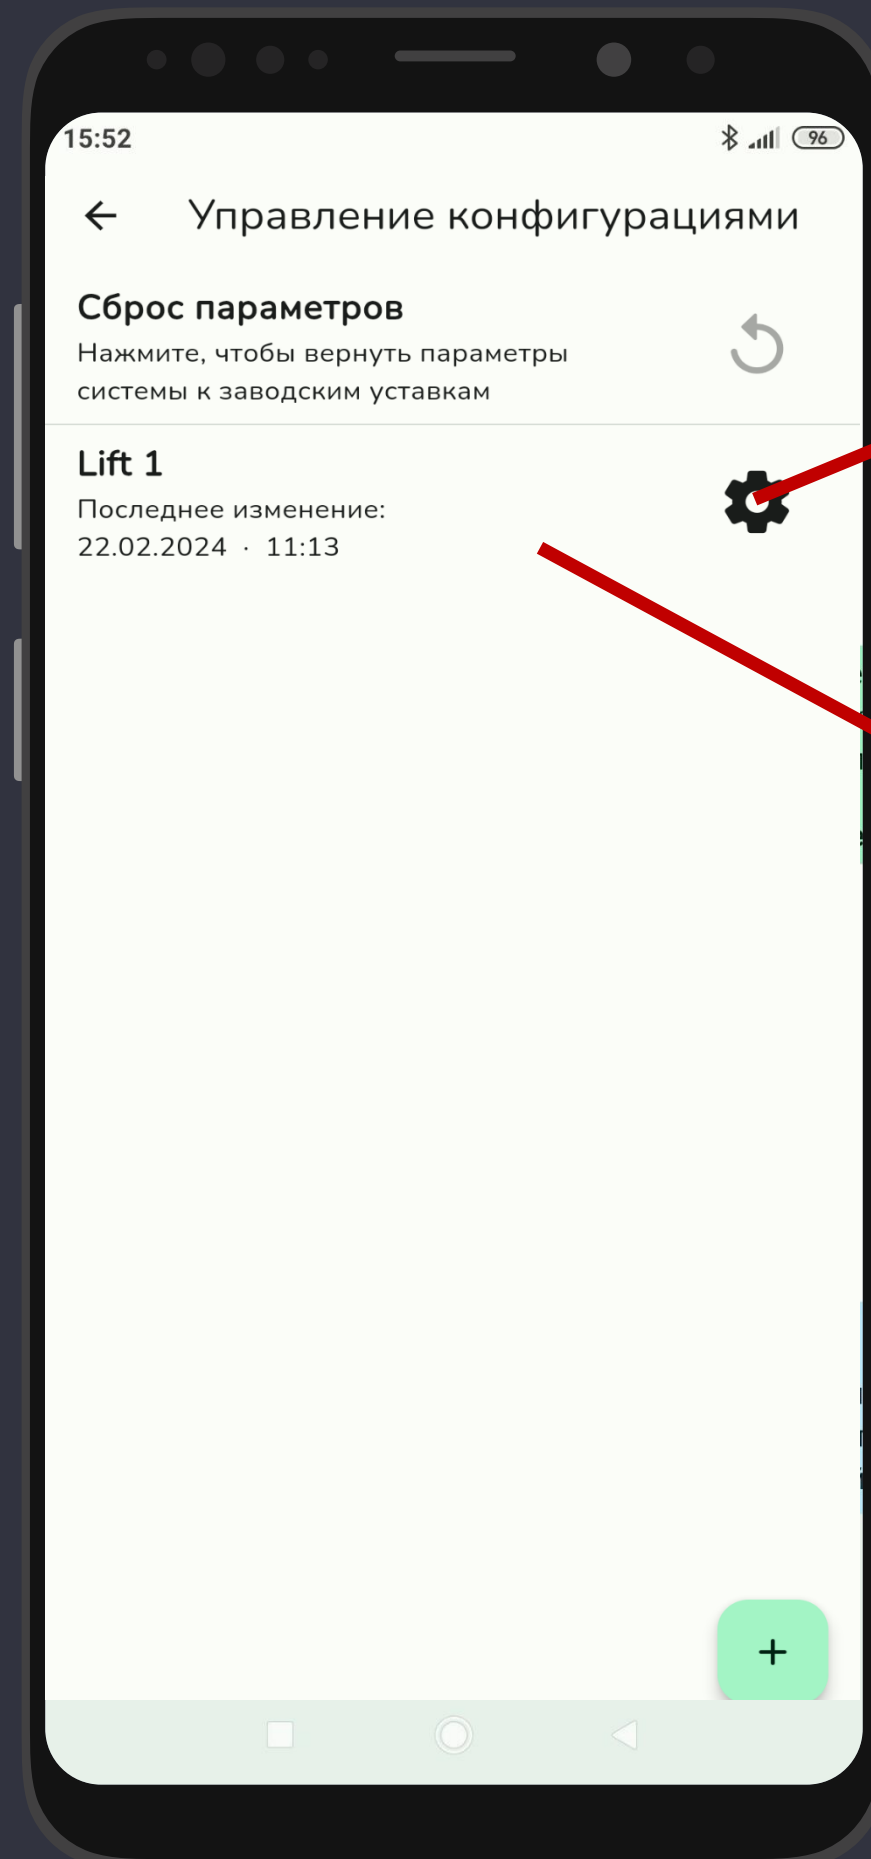 15:52
96
Управление конфигурациями
Сброс параметров
Нажмите, чтобы вернуть параметры
системы к заводским уставкам
Lift 1
Последнее изменение:
22.02.2024 · 11:13
+